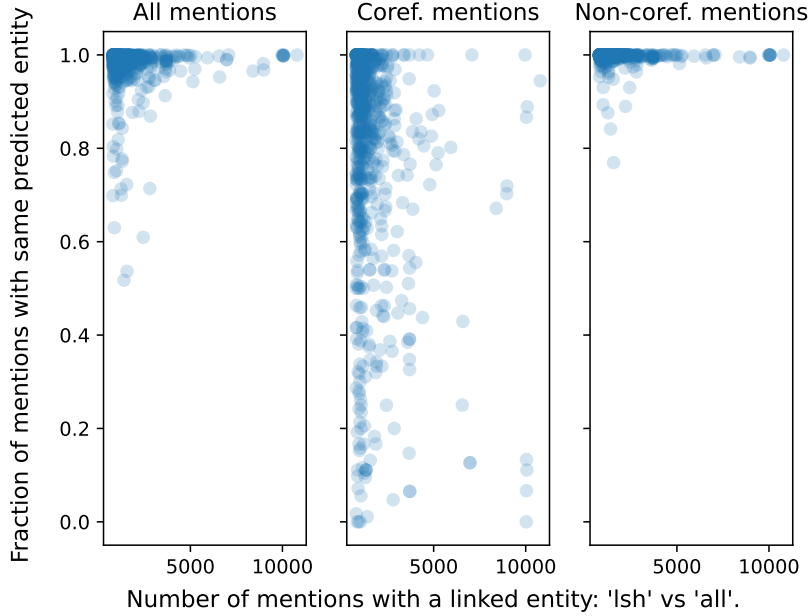 All mentions
Coref. mentions
Non-coref. mentions
Fraction of mentions with same predicted entity
1.0
0.8
0.6
0.4
0.2
0.0
5000 10000
5000 10000
5000 10000
Number of mentions with a linked entity: 'lsh' vs 'all'.